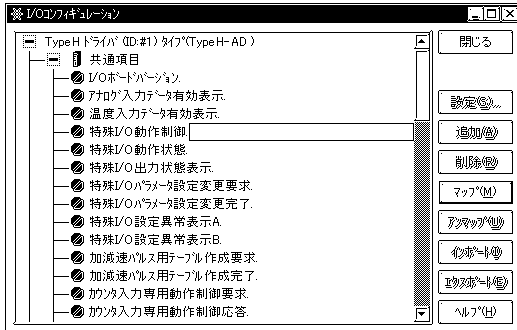 I/Oｺﾝﾌｨｷﾞｭﾚｰｼｮﾝ
TypeH ﾄﾞﾗｲﾊﾞ (ID:#1) ﾀｲﾌﾟ(TypeH-AD )
共通項目
I/Oﾎﾞｰﾄﾞﾊﾞｰｼﾞｮﾝ.
ｱﾅﾛｸﾞ入力ﾃﾞｰﾀ有効表示.
温度入力ﾃﾞｰﾀ有効表示.
特殊I/O動作制御.
特殊I/O動作状態.
特殊I/O出力状態表示.
特殊I/Oﾊﾟﾗﾒｰﾀ設定変更要求.
特殊I/Oﾊﾟﾗﾒｰﾀ設定変更完了.
特殊I/O設定異常表示A.
特殊I/O設定異常表示B.
加減速ﾊﾟﾙｽ用ﾃｰﾌﾞﾙ作成要求.
加減速ﾊﾟﾙｽ用ﾃｰﾌﾞﾙ作成完了.
ｶｳﾝﾀ入力専用動作制御要求.
ｶｳﾝﾀ入力専用動作制御応答.
閉じる
設定(S)...
追加(A)
削除(R)
ﾏｯﾌﾟ(M)
ｱﾝﾏｯﾌﾟ(U)
ｲﾝﾎﾟｰﾄ(I)
ｴｸｽﾎﾟｰﾄ(E)
ﾍﾙﾌﾟ(H)